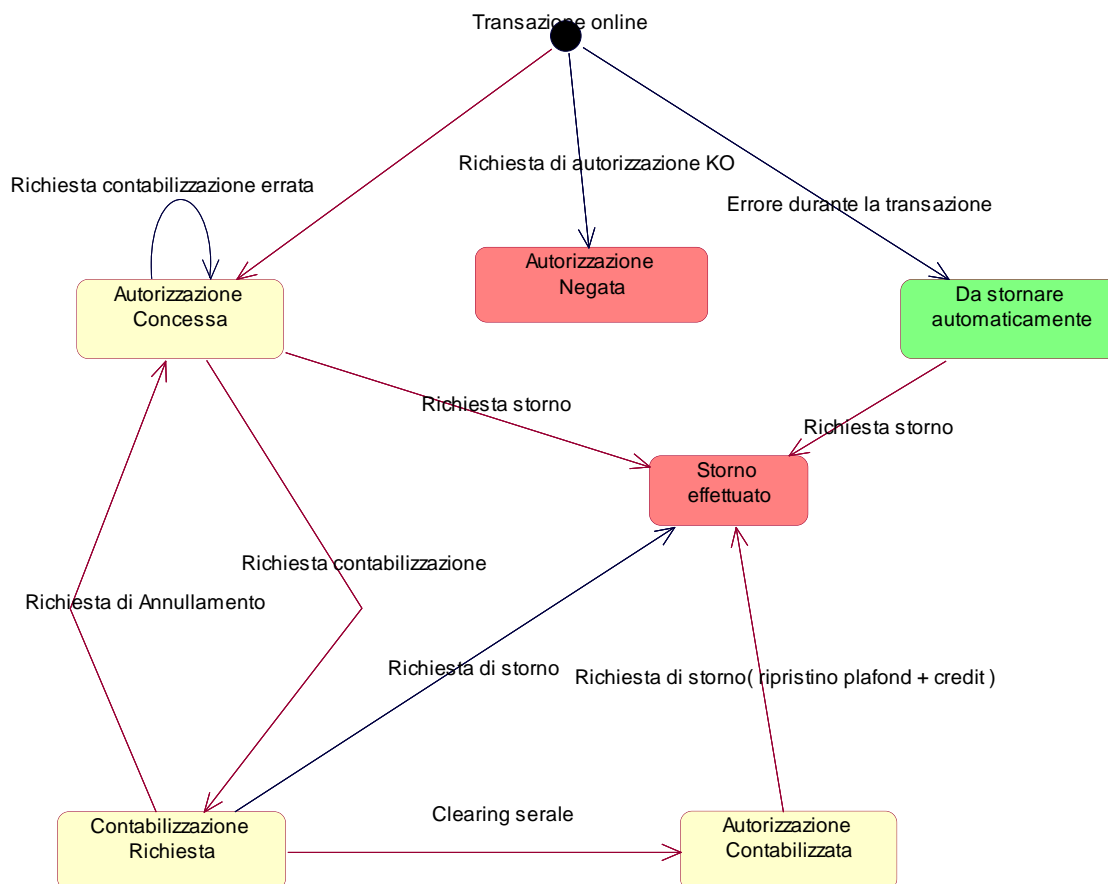 Transazione online
Richiesta di autorizzazione KO
Richiesta contabilizzazione errata
Errore durante la transazione
Autorizzazione
Negata
Autorizzazione
Concessa
Da stornare
automaticamente
Richiesta storno
Richiesta storno
Storno
effettuato
Richiesta contabilizzazione
Richiesta di Annullamento
Richiesta di storno
Richiesta di storno( ripristino plafond + credit )
Clearing serale
Contabilizzazione
Richiesta
Autorizzazione
Contabilizzata